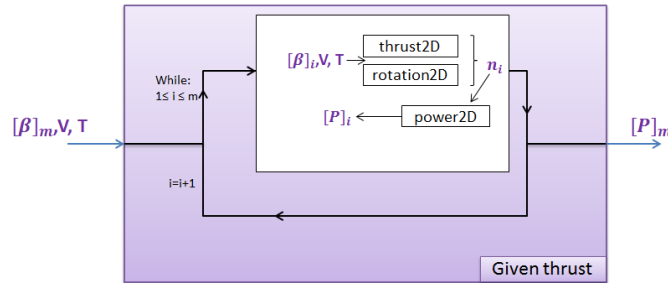 thrust2D
[β]i,V, T
rotation2D
ni
While:
1≤ i ≤ m
[P]i
power2D
[β]m,V, T
[P]m
i=i+1
Given thrust